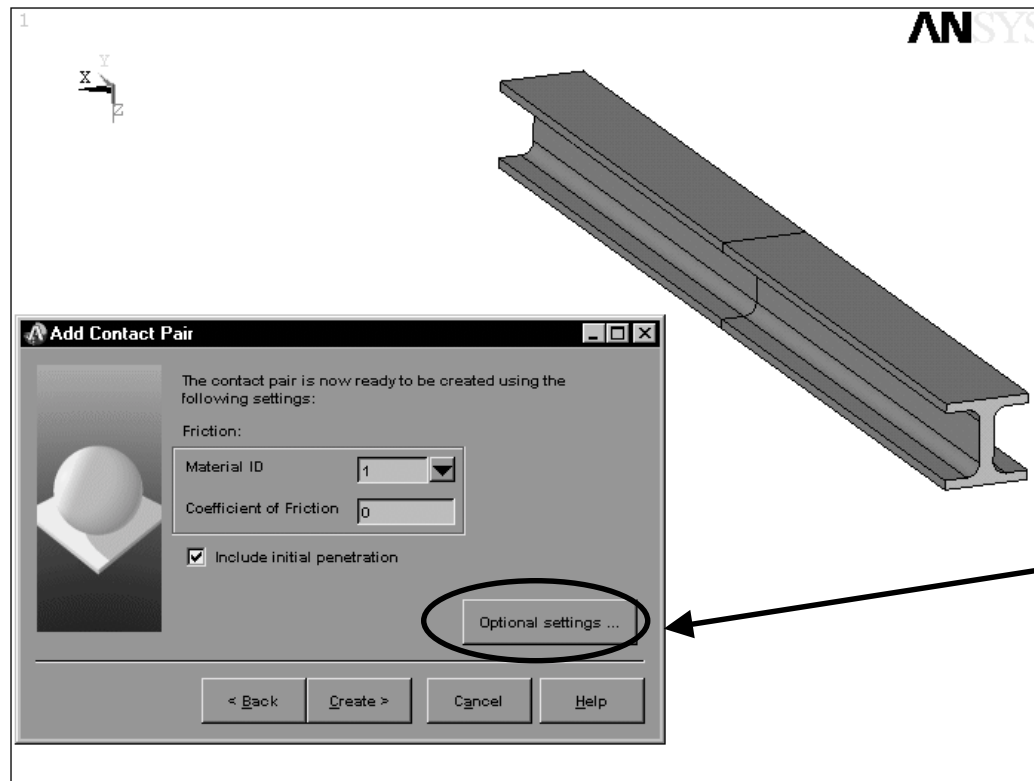 1
ANSYS
Y
X
Z
Add Contact Pair
The contact pair is now ready to be created using the
following settings:
Friction:
Material ID
1
Coefficient of Friction
0
Include initial penetration
Optional settings ...
< Back
Create >
Cancel
Help